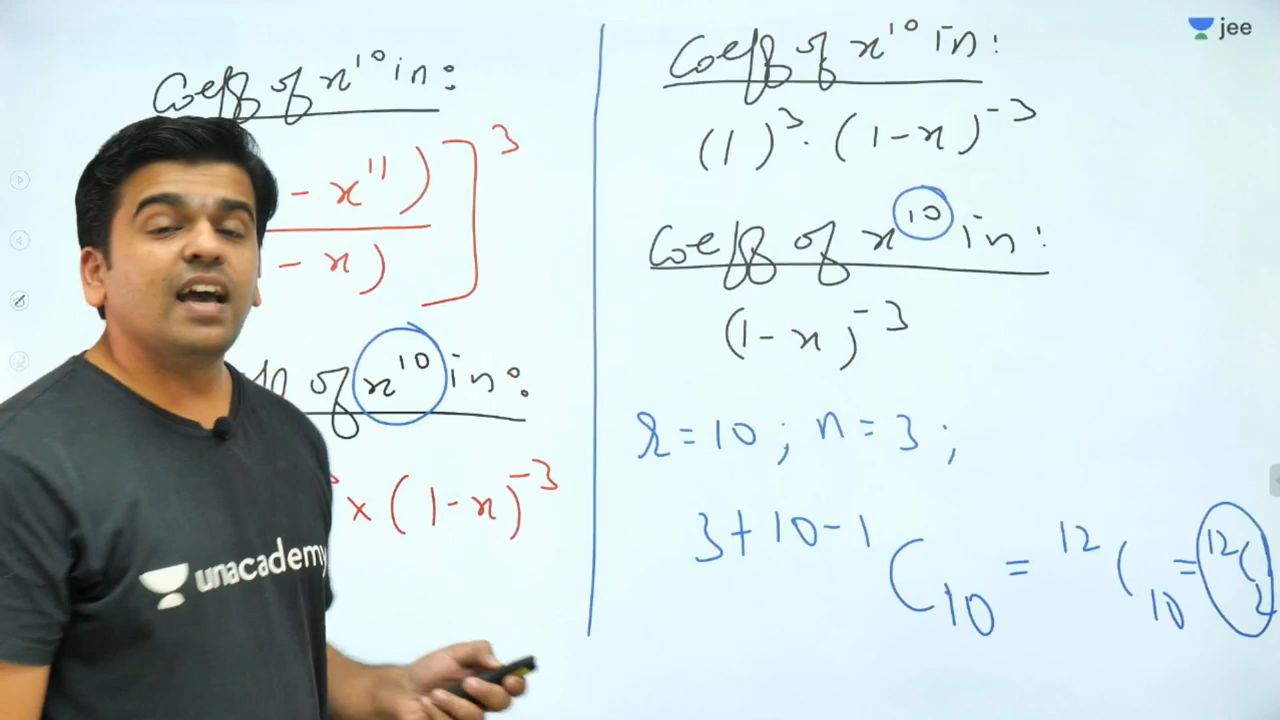 Coeff of x¹⁰ in:
- x¹¹) ]³
- x)
of x¹⁰ in:
× (1-x)⁻³
unacademy
jee
Coeff of x¹⁰ in:
(1)³ · (1-x)⁻³
Coeff of x¹⁰ in:
(1-x)⁻³
r = 10 ; n = 3 ;
³⁺¹⁰⁻¹C₁₀ = ¹²C₁₀ = ¹²C₂